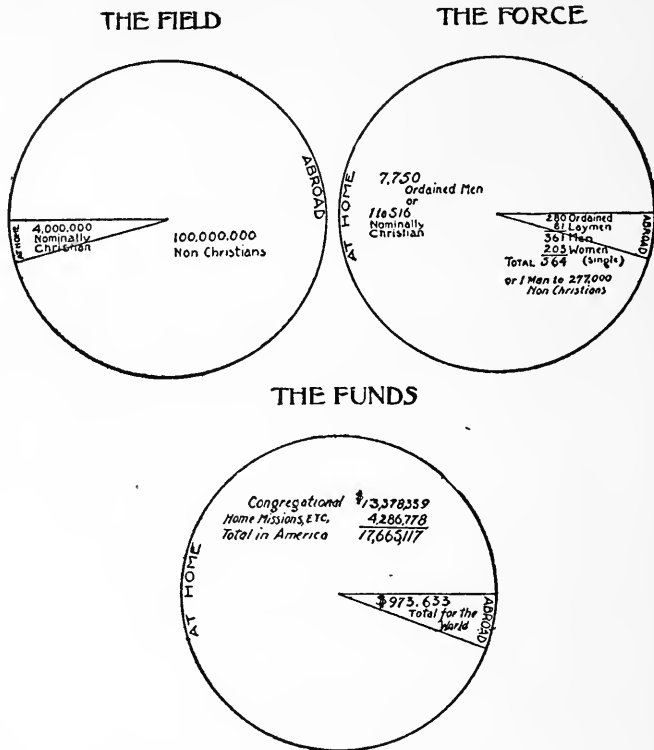 THE FIELD
ABROAD
AT HOME
4,000.000
Nominally
Christian
100,000.000
Non Christians
THE FORCE
AT HOME
7,750
Ordained Men
or
1 to 516
Nominally
Christian
280 Ordained
81 Laymen
361 Men
203 Women
TOTAL 564 (single)
or 1 Man to 277,000
Non Christians
ABROAD
THE FUNDS
AT HOME
Congregational $13,378,339
Home Missions, ETC, 4,286,778
Total in America 17,665,117
$973.633
Total for the
World
ABROAD